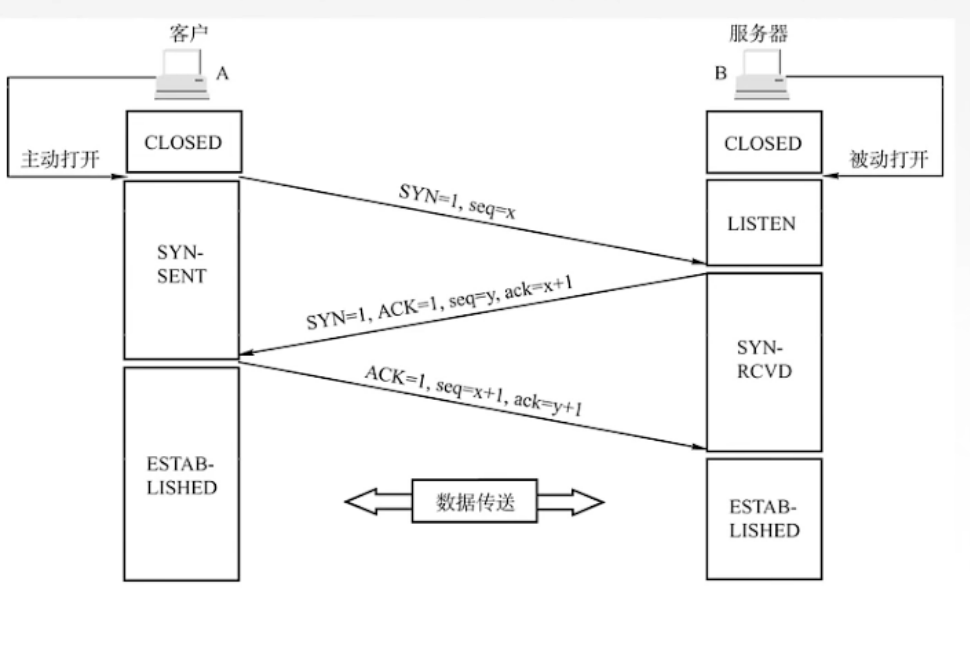 客户
服务器
A
B
CLOSED
CLOSED
主动打开
被动打开
SYN=1, seq=x
LISTEN
SYN-
SENT
SYN=1, ACK=1, seq=y, ack=x+1
SYN-
RCVD
ACK=1, seq=x+1, ack=y+1
ESTAB-
LISHED
数据传送
ESTAB-
LISHED